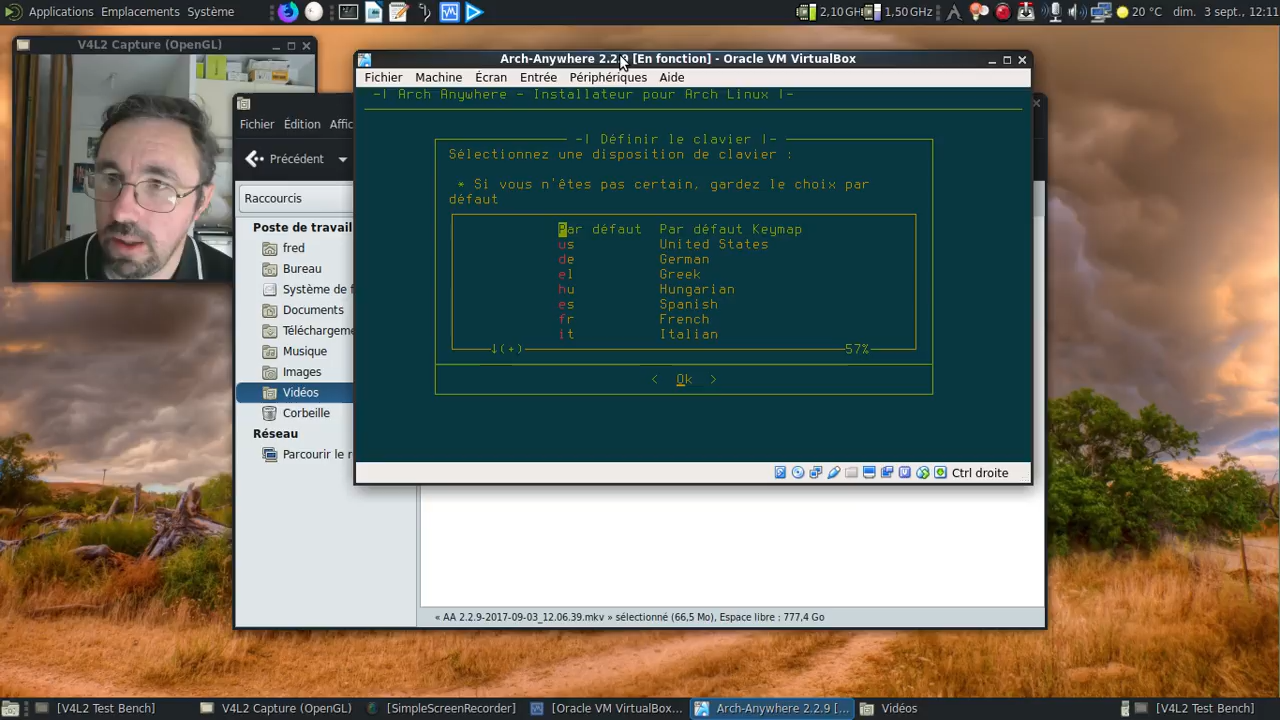 Applications Emplacements Système
2,10 GHz 1,50 GHz 20 °C dim. 3 sept., 12:11
V4L2 Capture (OpenGL)
Arch-Anywhere 2.2.9 [En fonction] - Oracle VM VirtualBox
Fichier Machine Écran Entrée Périphériques Aide
-| Arch Anywhere - Installateur pour Arch Linux |-
-| Définir le clavier |-
Sélectionnez une disposition de clavier :
* Si vous n'êtes pas certain, gardez le choix par
défaut
Par défaut Par défaut Keymap
us United States
de German
el Greek
hu Hungarian
es Spanish
fr French
it Italian
↓(+) 57%
< Ok >
Ctrl droite
Fichier Édition Affi
Précédent
Raccourcis
Poste de travai
fred
Bureau
Système de f
Documents
Téléchargeme
Musique
Images
Vidéos
Corbeille
Réseau
Parcourir le r
« AA 2.2.9-2017-09-03_12.06.39.mkv » sélectionné (66,5 Mo), Espace libre : 777,4 Go
[V4L2 Test Bench] V4L2 Capture (OpenGL) [SimpleScreenRecorder] [Oracle VM VirtualBox... Arch-Anywhere 2.2.9 [... Vidéos [V4L2 Test Bench]